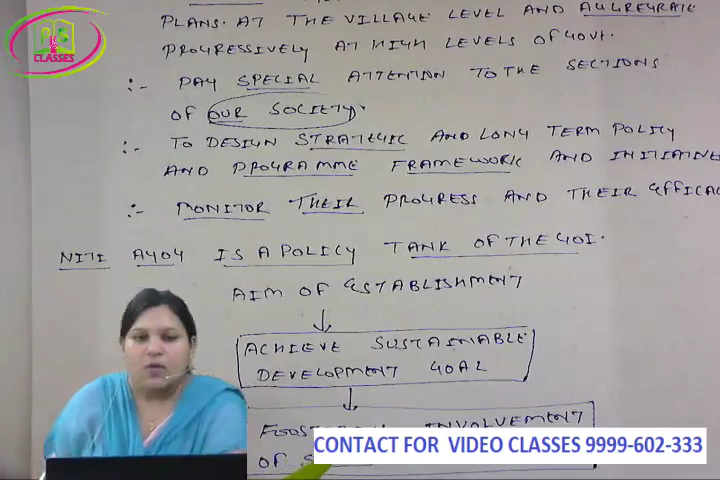 PKS
CLASSES
PLANS. AT THE VILLAGE LEVEL AND AGGREGRATE
PROGRESSIVELY AT HIGH LEVELS OF GOVT.
:- PAY SPECIAL ATTENTION TO THE SECTIONS
OF OUR SOCIETY.
:- TO DESIGN STRATEGIC AND LONG TERM POLICY
AND PROGRAMME FRAMEWORK AND INITIATIVE
:- MONITOR THEIR PROGRESS AND THEIR EFFICAC
NITI AYOG IS A POLICY TANK OF THE GOI.
AIM OF ESTABLISHMENT
ACHIEVE SUSTAINABLE
DEVELOPMENT GOAL
INVOLVEMENT
OF
CONTACT FOR VIDEO CLASSES 9999-602-333